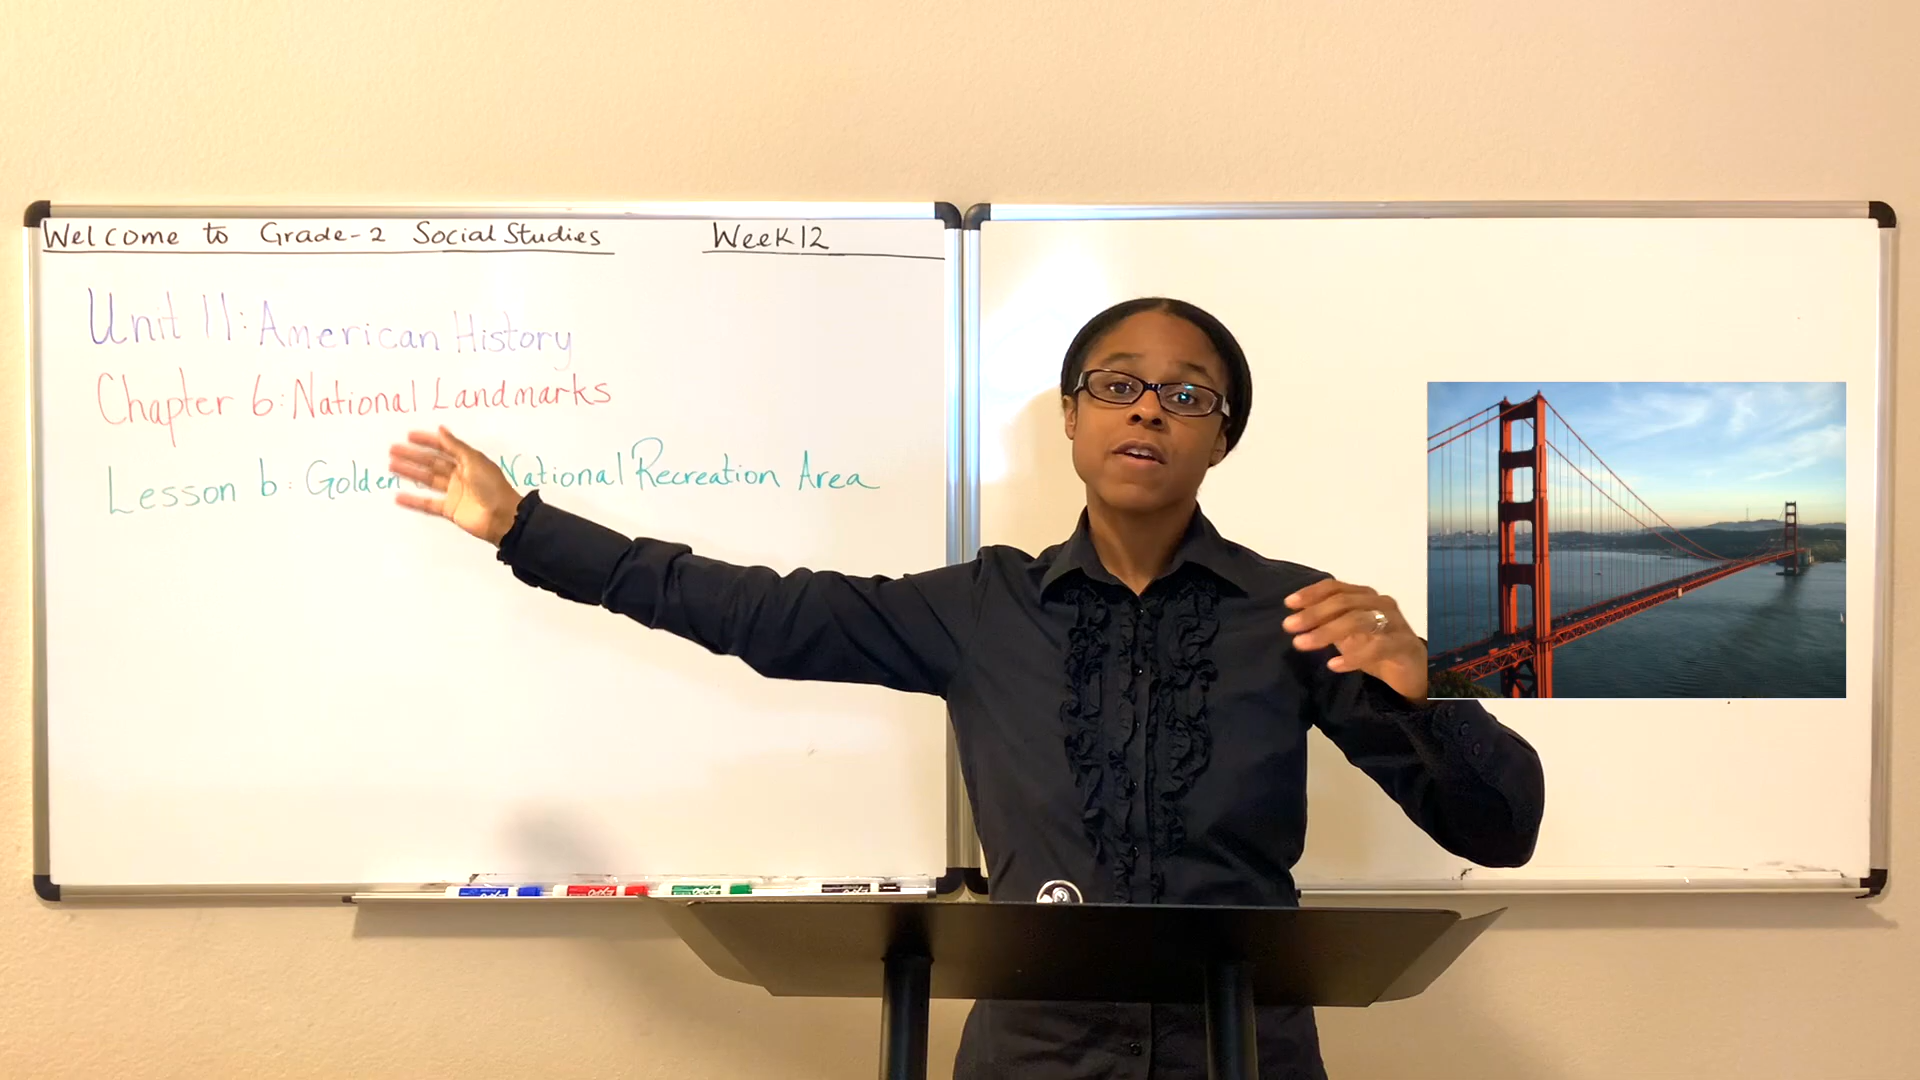 Welcome to Grade-2 Social Studies Week 12
Unit 11: American History
Chapter 6: National Landmarks
Lesson b: Golden National Recreation Area